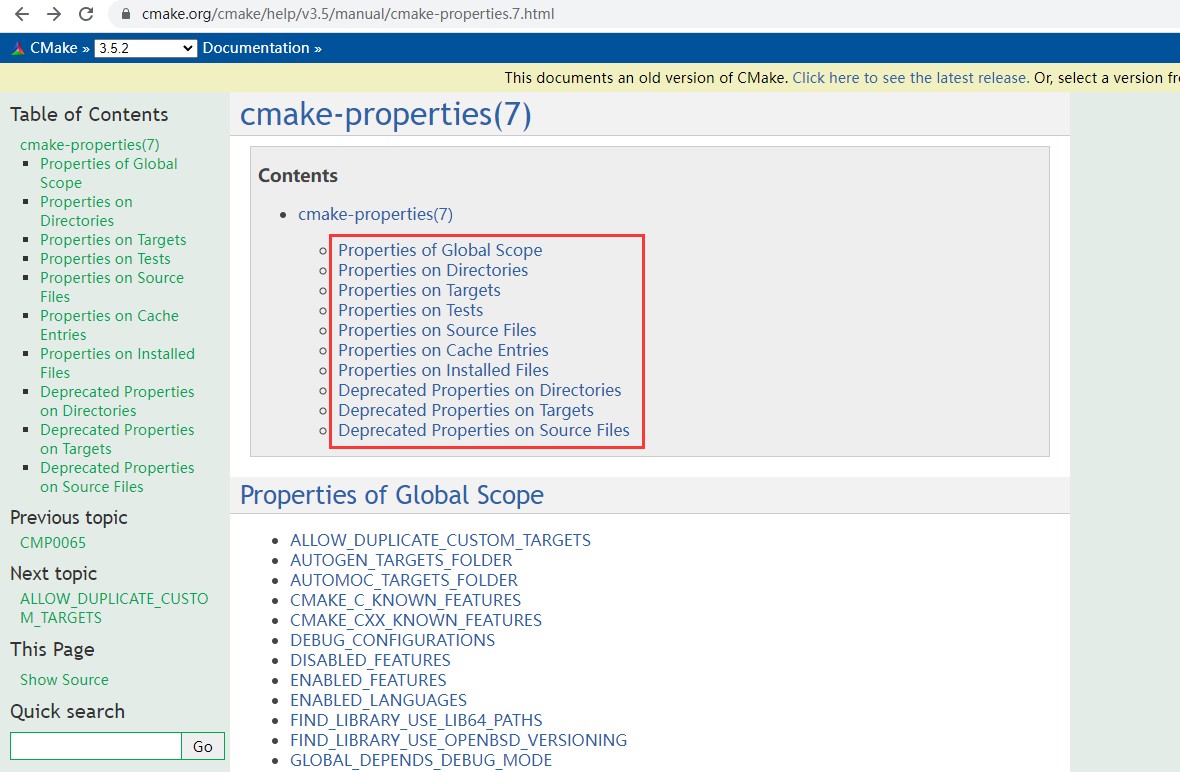 cmake.org/cmake/help/v3.5/manual/cmake-properties.7.html
CMake » 3.5.2 Documentation »
This documents an old version of CMake. Click here to see the latest release. Or, select a version fr
Table of Contents
cmake-properties(7)
Properties of Global
Scope
Properties on
Directories
Properties on Targets
Properties on Tests
Properties on Source
Files
Properties on Cache
Entries
Properties on Installed
Files
Deprecated Properties
on Directories
Deprecated Properties
on Targets
Deprecated Properties
on Source Files
Previous topic
CMP0065
Next topic
ALLOW_DUPLICATE_CUSTO
M_TARGETS
This Page
Show Source
Quick search
Go
cmake-properties(7)
Contents
cmake-properties(7)
Properties of Global Scope
Properties on Directories
Properties on Targets
Properties on Tests
Properties on Source Files
Properties on Cache Entries
Properties on Installed Files
Deprecated Properties on Directories
Deprecated Properties on Targets
Deprecated Properties on Source Files
Properties of Global Scope
ALLOW_DUPLICATE_CUSTOM_TARGETS
AUTOGEN_TARGETS_FOLDER
AUTOMOC_TARGETS_FOLDER
CMAKE_C_KNOWN_FEATURES
CMAKE_CXX_KNOWN_FEATURES
DEBUG_CONFIGURATIONS
DISABLED_FEATURES
ENABLED_FEATURES
ENABLED_LANGUAGES
FIND_LIBRARY_USE_LIB64_PATHS
FIND_LIBRARY_USE_OPENBSD_VERSIONING
GLOBAL_DEPENDS_DEBUG_MODE